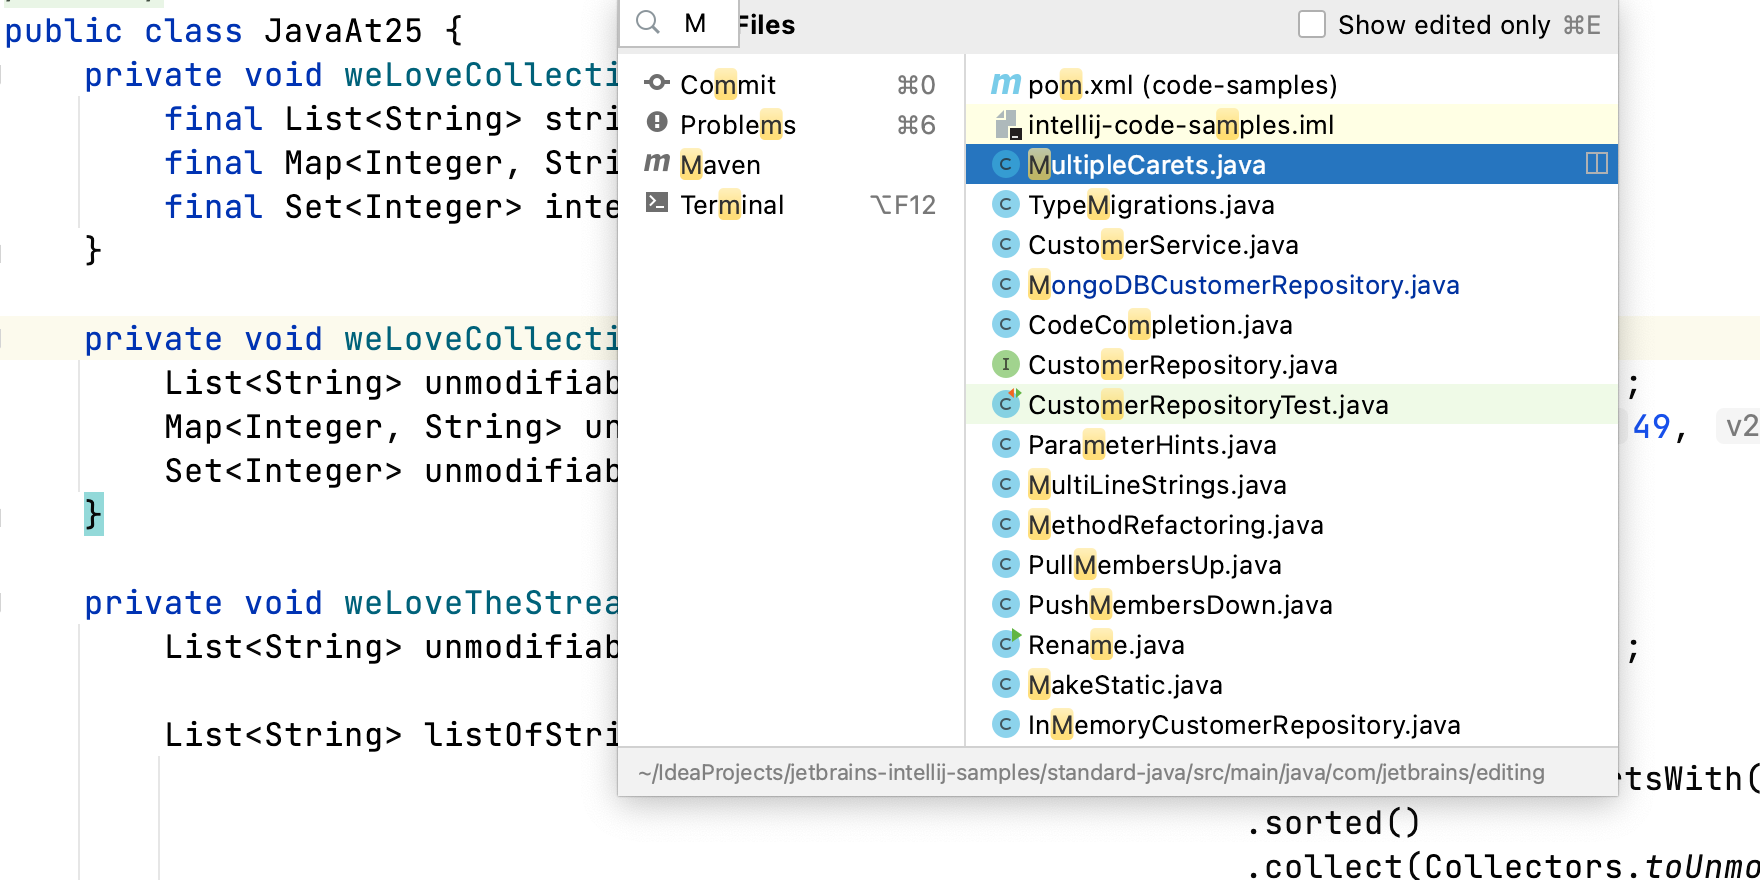 public class JavaAt25 {
private void weLoveCollecti
final List<String> stri
final Map<Integer, Stri
final Set<Integer> inte
}
private void weLoveCollecti
List<String> unmodifiab
;
Map<Integer, String> un
49, v2
Set<Integer> unmodifiab
}
private void weLoveTheStrea
List<String> unmodifiab
;
List<String> listOfStri
rtsWith(
.sorted()
.collect(Collectors.toUnmo
M
Files
Show edited only ⌘E
Commit ⌘0
Problems ⌘6
Maven
Terminal ⌥F12
pom.xml (code-samples)
intellij-code-samples.iml
MultipleCarets.java
TypeMigrations.java
CustomerService.java
MongoDBCustomerRepository.java
CodeCompletion.java
CustomerRepository.java
CustomerRepositoryTest.java
ParameterHints.java
MultiLineStrings.java
MethodRefactoring.java
PullMembersUp.java
PushMembersDown.java
Rename.java
MakeStatic.java
InMemoryCustomerRepository.java
~/IdeaProjects/jetbrains-intellij-samples/standard-java/src/main/java/com/jetbrains/editing